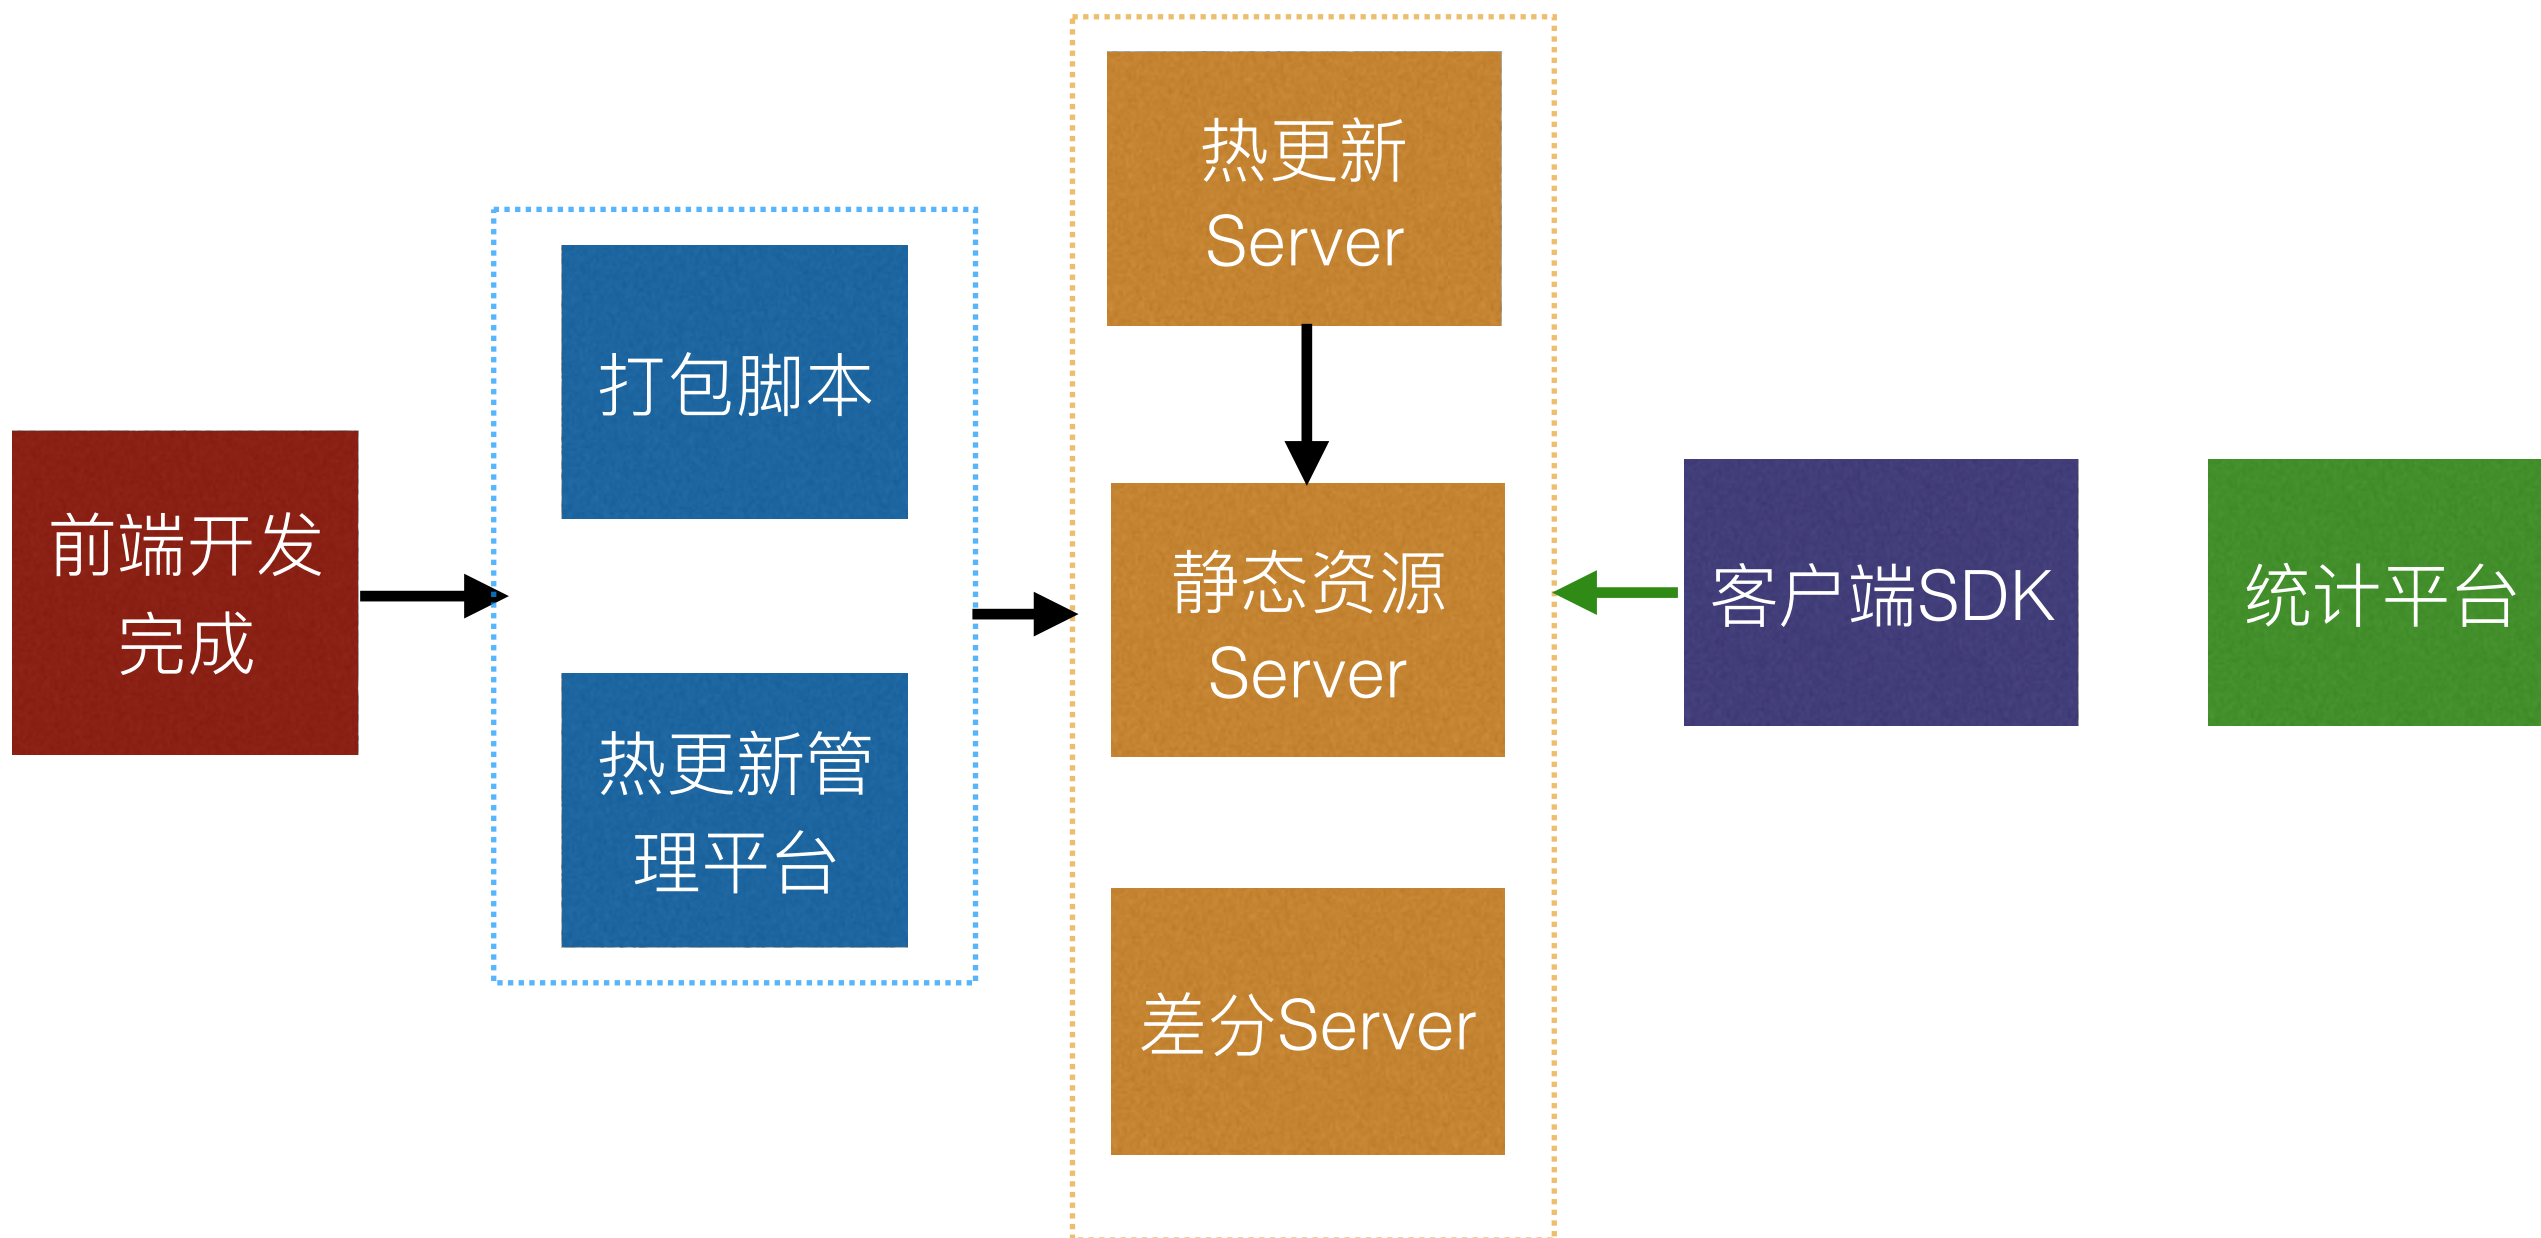 前端开发
完成
打包脚本
热更新管
理平台
热更新
Server
静态资源
Server
差分Server
客户端SDK
统计平台